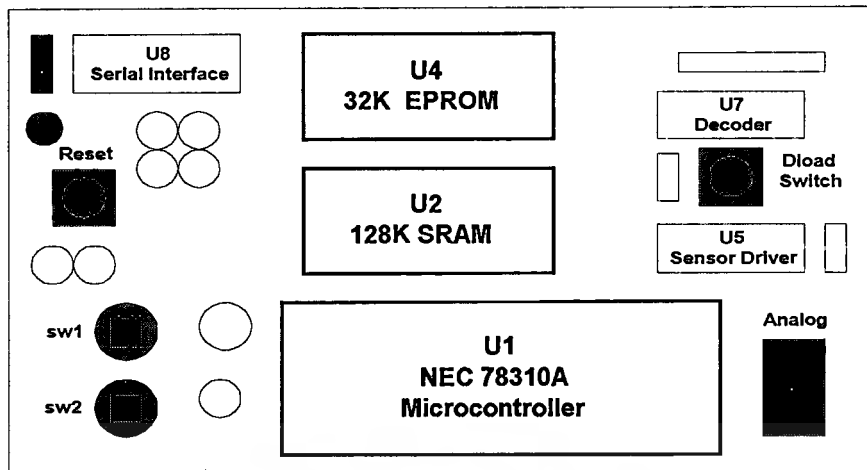 U8
Serial Interface
U4
32K EPROM
U7
Decoder
Reset
Dload
Switch
U2
128K SRAM
U5
Sensor Driver
sw1
Analog
U1
NEC 78310A
Microcontroller
sw2